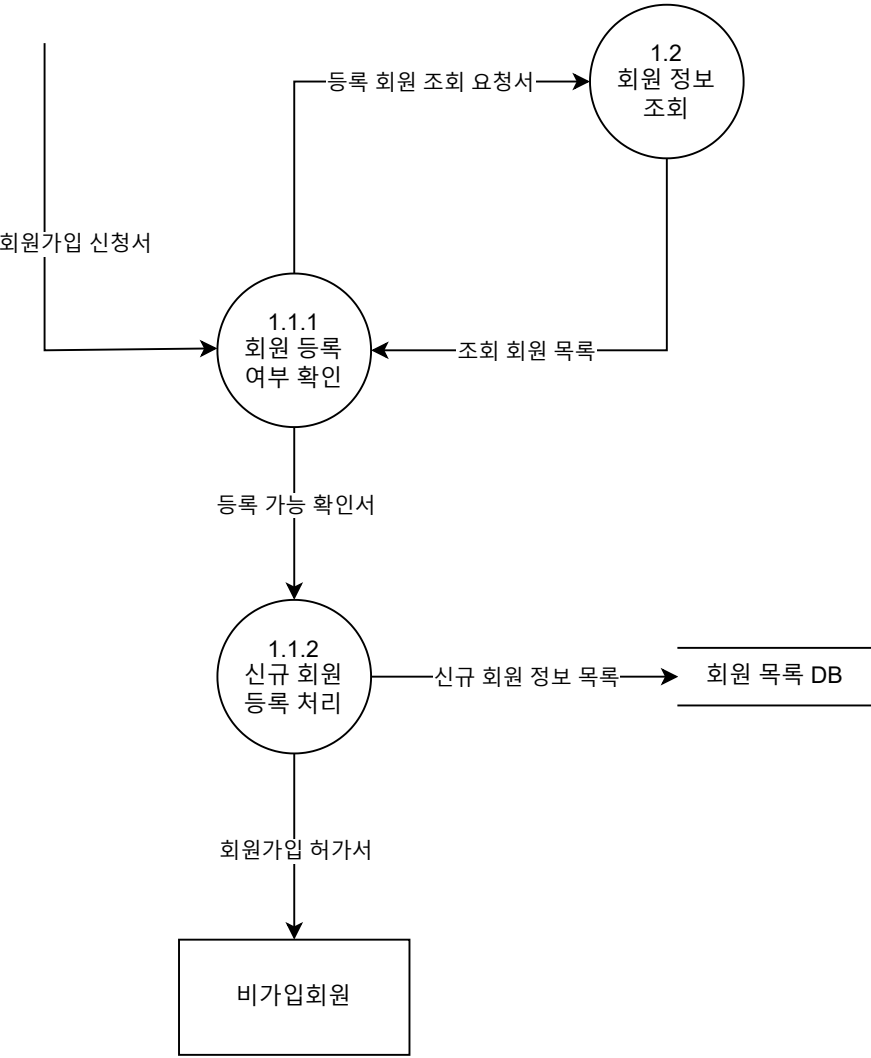 1.2
회원 정보
조회
등록 회원 조회 요청서
회원가입 신청서
1.1.1
회원 등록
여부 확인
조회 회원 목록
등록 가능 확인서
1.1.2
신규 회원
등록 처리
신규 회원 정보 목록
회원 목록 DB
회원가입 허가서
비가입회원